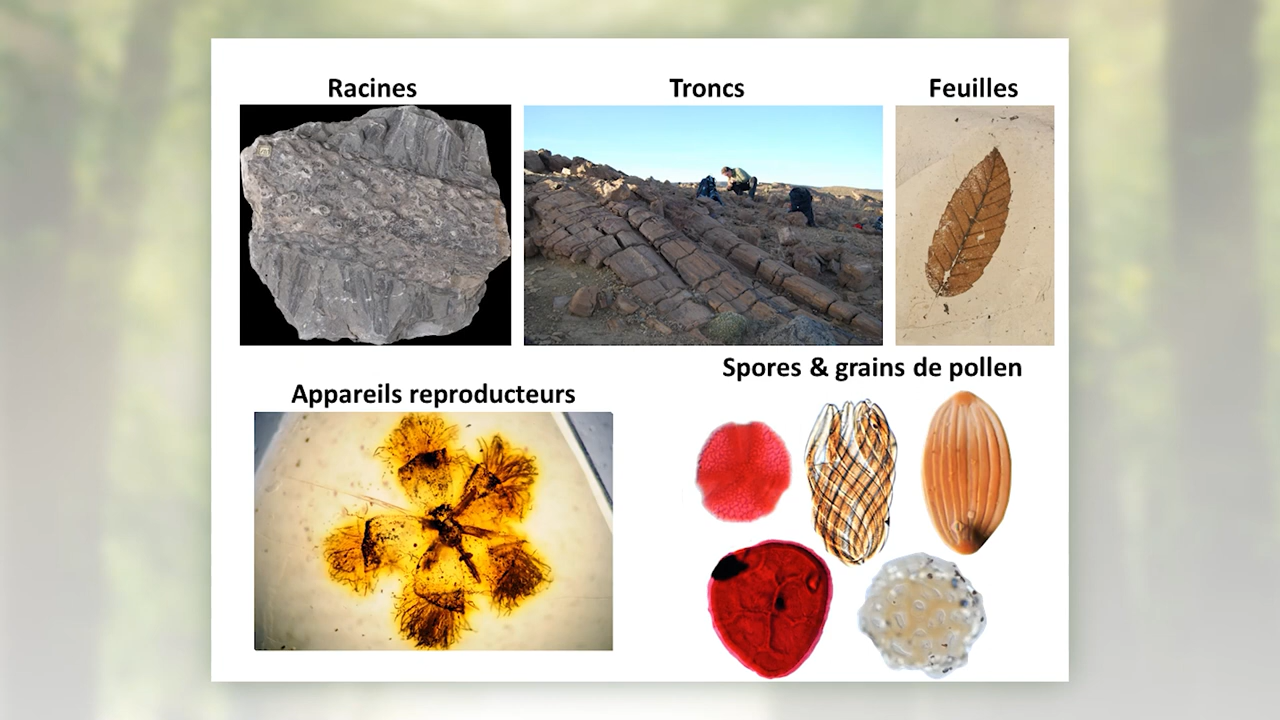 Racines
Troncs
Feuilles
Appareils reproducteurs
Spores & grains de pollen